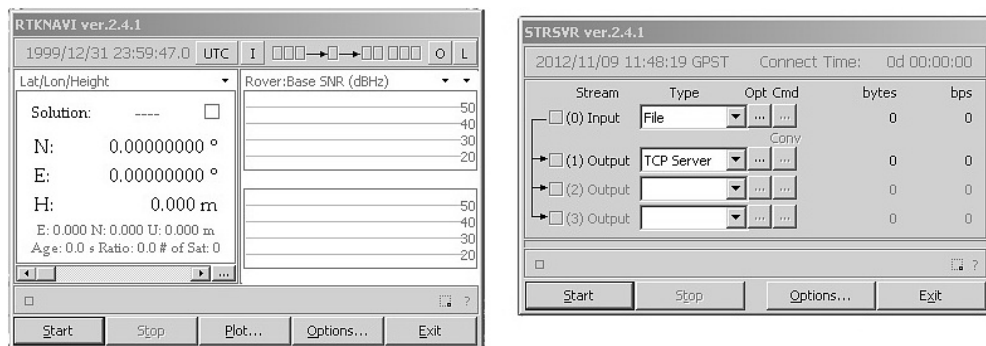 RTKNAVI ver.2.4.1
1999/12/31 23:59:47.0 UTC I O L
Lat/Lon/Height
Rover:Base SNR (dBHz)
Solution: ----
N: 0.00000000 °
E: 0.00000000 °
H: 0.000 m
E: 0.000 N: 0.000 U: 0.000 m
Age: 0.0 s Ratio: 0.0 # of Sat: 0
50
40
30
20
50
40
30
20
...
?
Start Stop Plot... Options... Exit
STRSVR ver.2.4.1
2012/11/09 11:48:19 GPST Connect Time: 0d 00:00:00
Stream Type Opt Cmd bytes bps
(0) Input File ... ... 0 0
Conv
(1) Output TCP Server ... ... 0 0
(2) Output ... ... 0 0
(3) Output ... ... 0 0
?
Start Stop Options... Exit